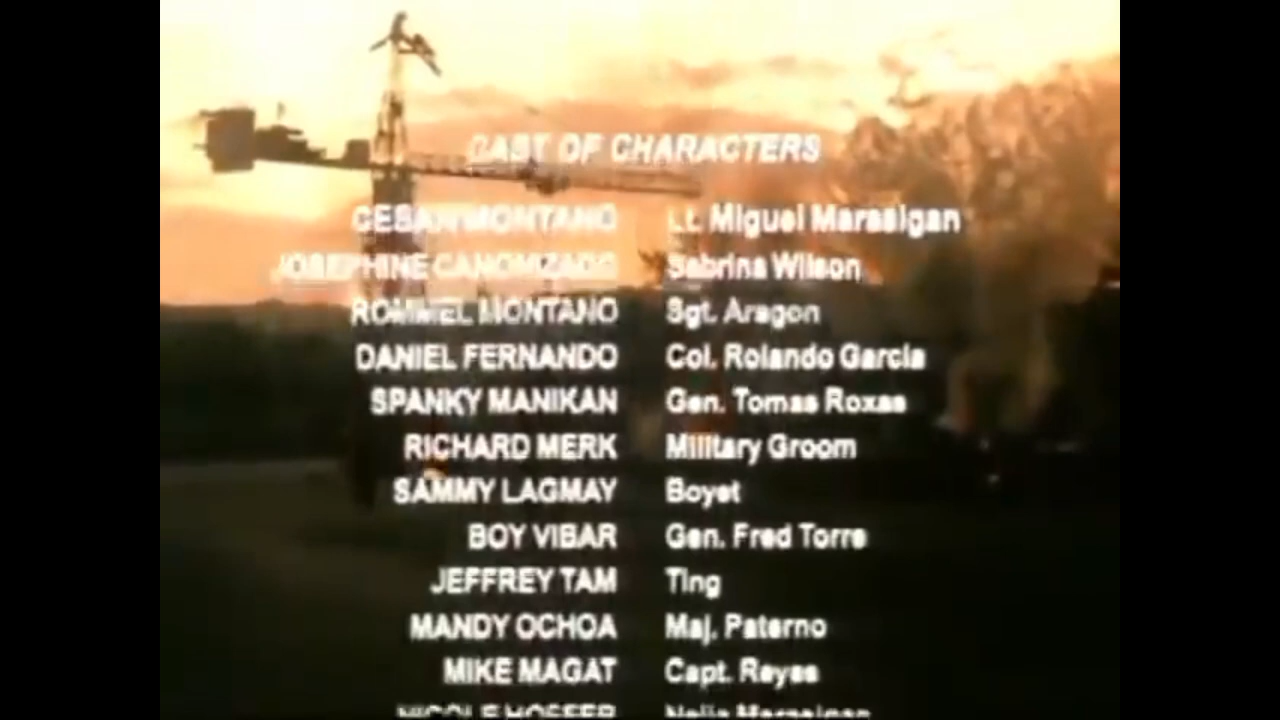 CAST OF CHARACTERS
CESAR MONTANO Lt. Miguel Marasigan
JOSEPHINE CANONIZADO Sabrina Wilson
ROMMEL MONTANO Sgt. Aragon
DANIEL FERNANDO Col. Rolando Garcia
SPANKY MANIKAN Gen. Tomas Roxas
RICHARD MERK Military Groom
SAMMY LAGMAY Boyet
BOY VIBAR Gen. Fred Torre
JEFFREY TAM Ting
MANDY OCHOA Maj. Paterno
MIKE MAGAT Capt. Reyes